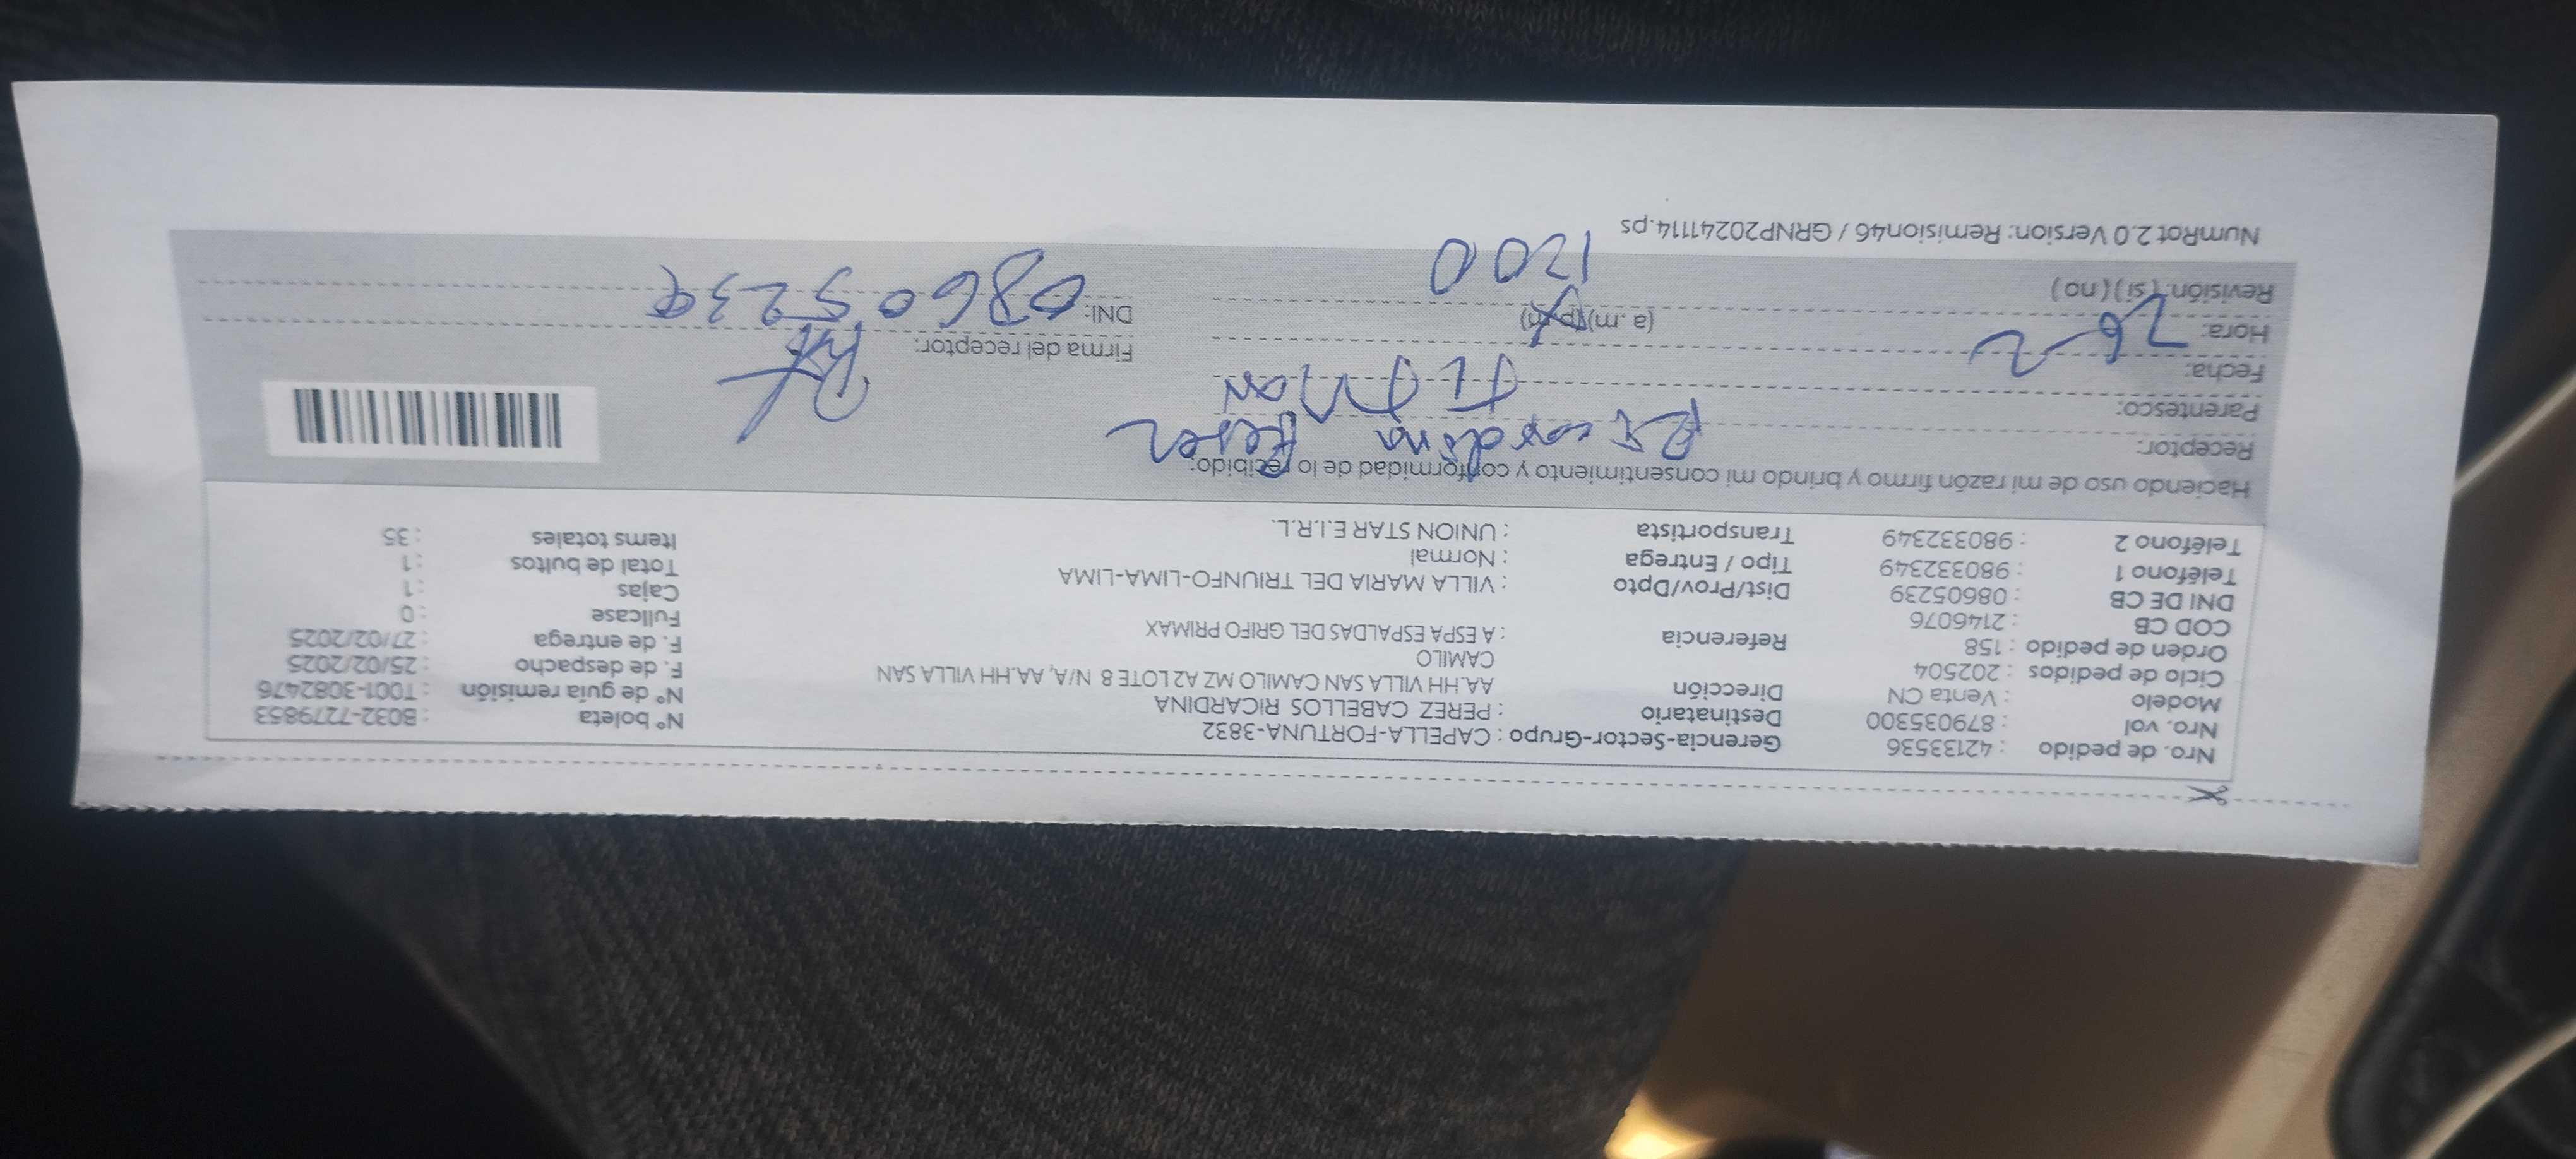 Nro. de pedido : 42133536 Gerencia-Sector-Grupo : CAPELLA-FORTUNA-3832 N° boleta : B032-7279853
Nro. vol : 879035300 Destinatario : PEREZ CABELLOS RICARDINA N° de guía remisión : T001-3082476
Modelo : Venta CN Dirección AA.HH VILLA SAN CAMILO MZ A2 LOTE 8 N/A, AA.HH VILLA SAN F. de despacho : 25/02/2025
Ciclo de pedidos : 202504 CAMILO F. de entrega : 27/02/2025
Orden de pedido : 158 Referencia : A ESPA ESPALDAS DEL GRIFO PRIMAX Fullcase : 0
COD CB : 2146076 Cajas : 1
DNI DE CB : 08605239 Dist/Prov/Dpto : VILLA MARIA DEL TRIUNFO-LIMA-LIMA Total de bultos : 1
Teléfono 1 : 980332349 Tipo / Entrega : Normal Items totales : 35
Teléfono 2 : 980332349 Transportista : UNION STAR E.I.R.L.
Haciendo uso de mi razón firmo y brindo mi consentimiento y conformidad de lo recibido:
Receptor: Ricardina
Parentesco:
Fecha: 26-2
Firma del receptor:
Hora: (a.m)(p.m) 1200
DNI: 08605239
Revisión: (si) (no)
NumRot 2.0 Version: Remision46 / GRNP20241114.ps